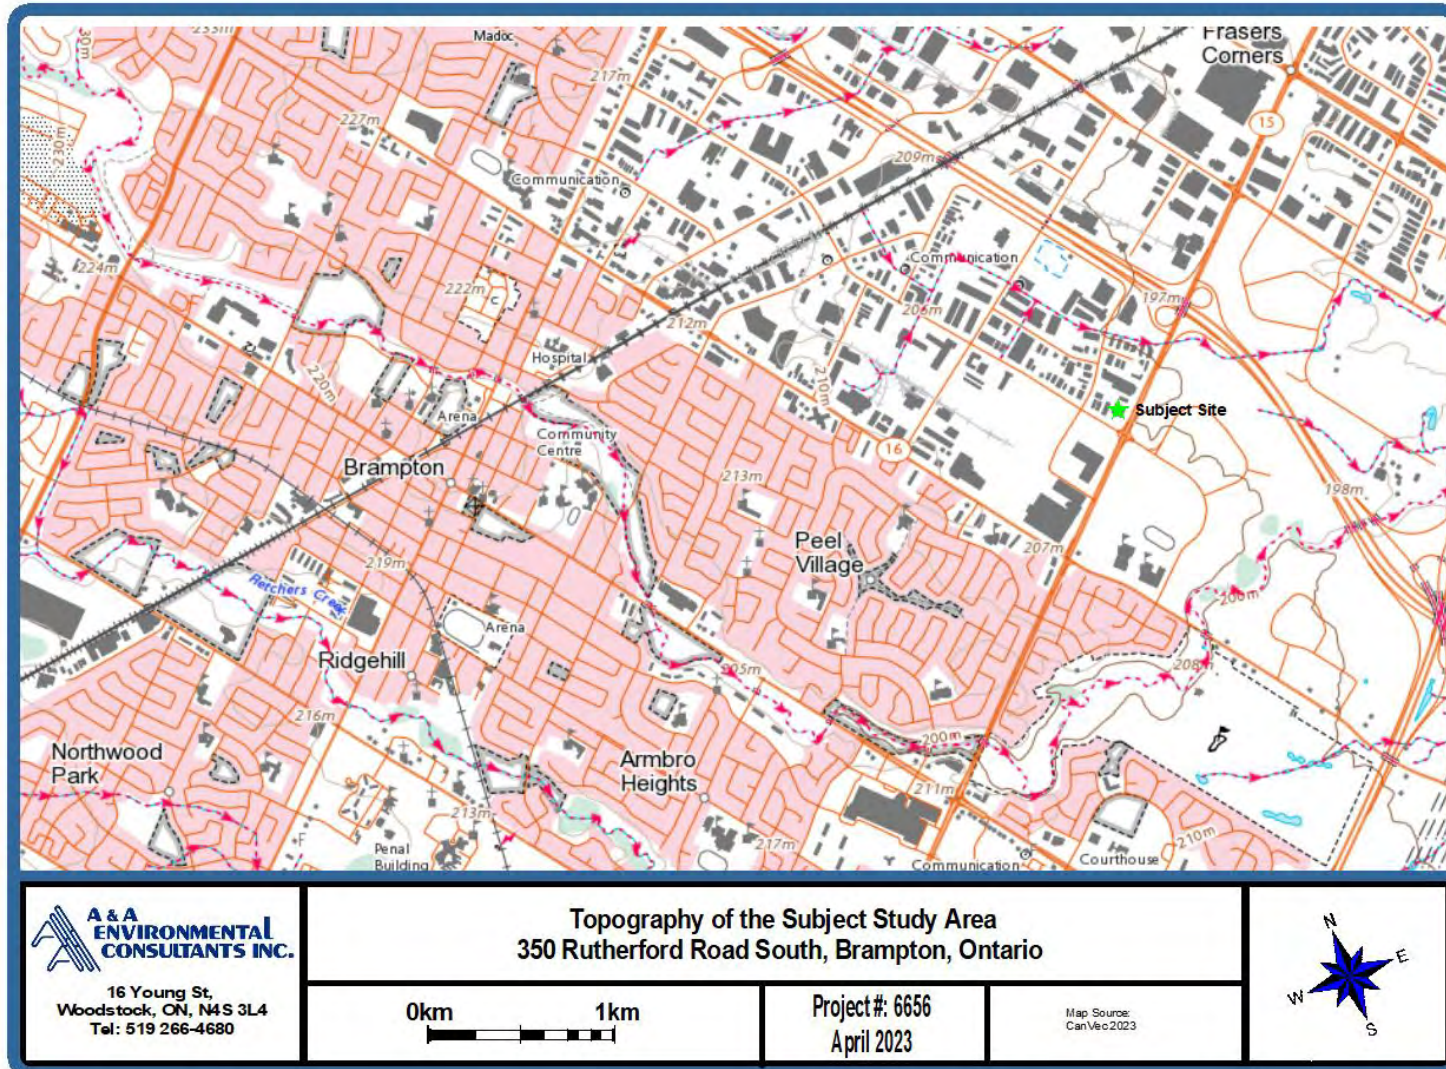 Frasers
Corners
Madoc
233m
30m
217m
15
227m
209m
230m
Communication
224m
222m
C
Communication
197m
205m
212m
Hospital
220m
210m
Subject Site
Arena
Community
Centre
16
Brampton
213m
198m
Peel
Village
207m
219m
Fletchers Creek
200m
Arena
Ridgehill
205m
208m
216m
200m
Northwood
Park
Armbro
Heights
211m
213m
210m
F
Penal
Building
217m
Communication
Courthouse
A & A
ENVIRONMENTAL
CONSULTANTS INC.
16 Young St,
Woodstock, ON, N4S 3L4
Tel: 519 266-4680
Topography of the Subject Study Area
350 Rutherford Road South, Brampton, Ontario
0km 1km
Project #: 6656
April 2023
Map Source:
CanVec 2023
N
E
W
S